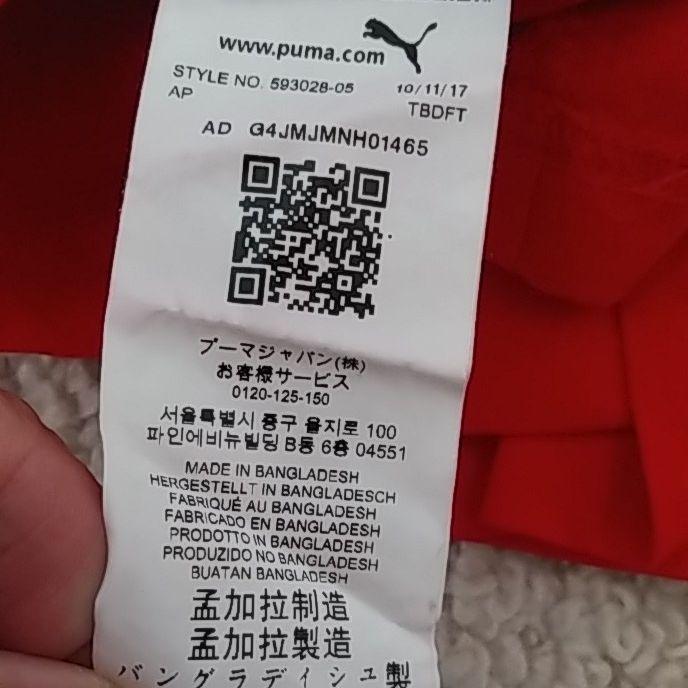 www.puma.com
STYLE NO. 593028-05 10/11/17
AP TBDFT
AD G4JMJMNH01465
プーマジャパン(株)
お客様サービス
0120-125-150
서울특별시 중구 을지로 100
파인에비뉴빌딩 B동 6층 04551
MADE IN BANGLADESH
HERGESTELLT IN BANGLADESCH
FABRIQUÉ AU BANGLADESH
FABRICADO EN BANGLADESH
PRODOTTO IN BANGLADESH
PRODUZIDO NO BANGLADESH
BUATAN BANGLADESH
孟加拉制造
孟加拉製造
バングラディシュ製